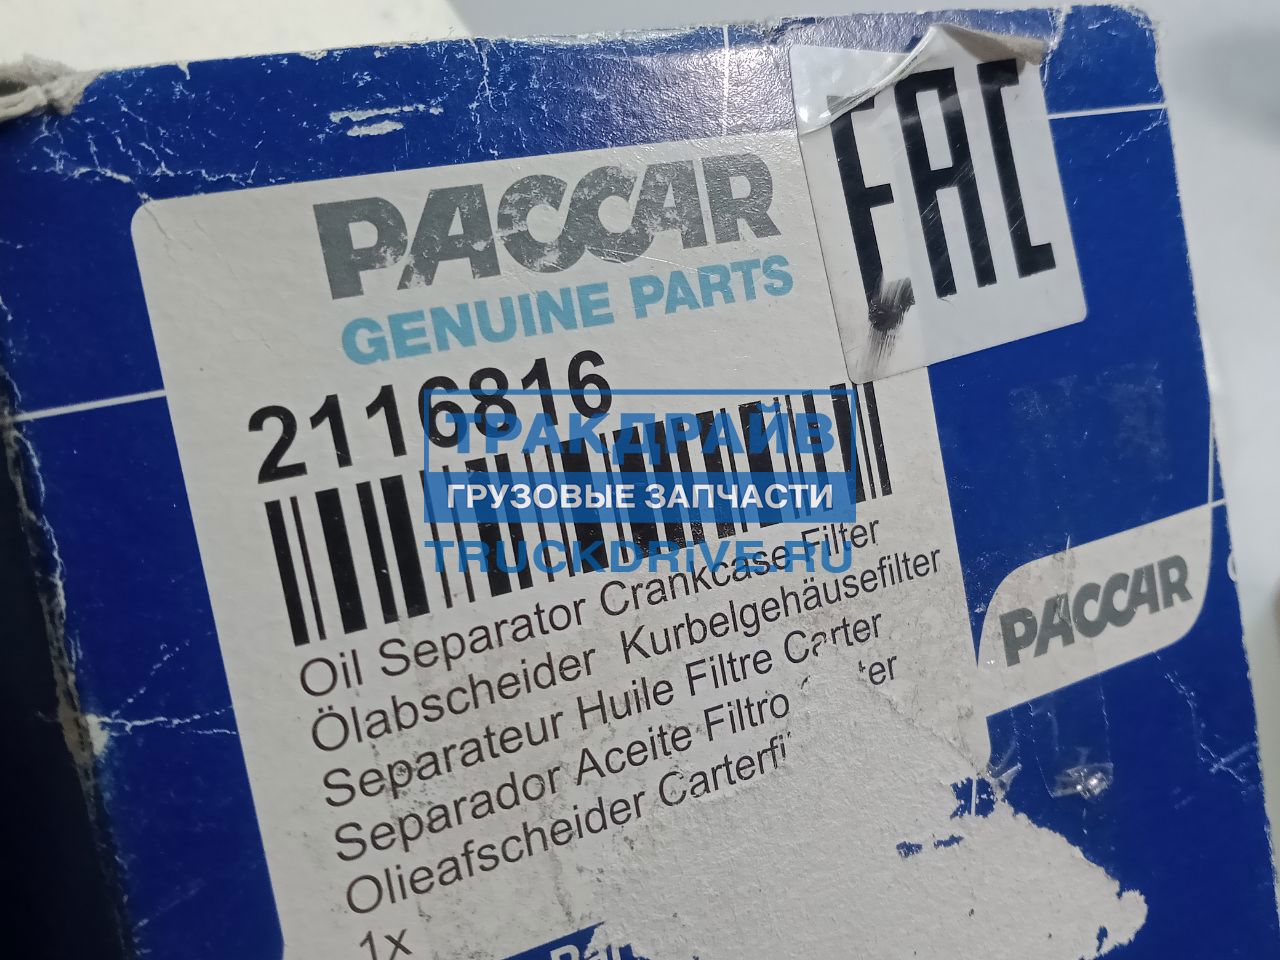 PACCAR
GENUINE PARTS
EAC
2116816
ТРАКДРАЙВ
ГРУЗОВЫЕ ЗАПЧАСТИ
TRUCKDRIVE.RU
Oil Separator Crankcase Filter
Ölabscheider Kurbelgehäusefilter
Separateur Huile Filtre Carter
Separador Aceite Filtro
Olieafscheider
1x
PACCAR